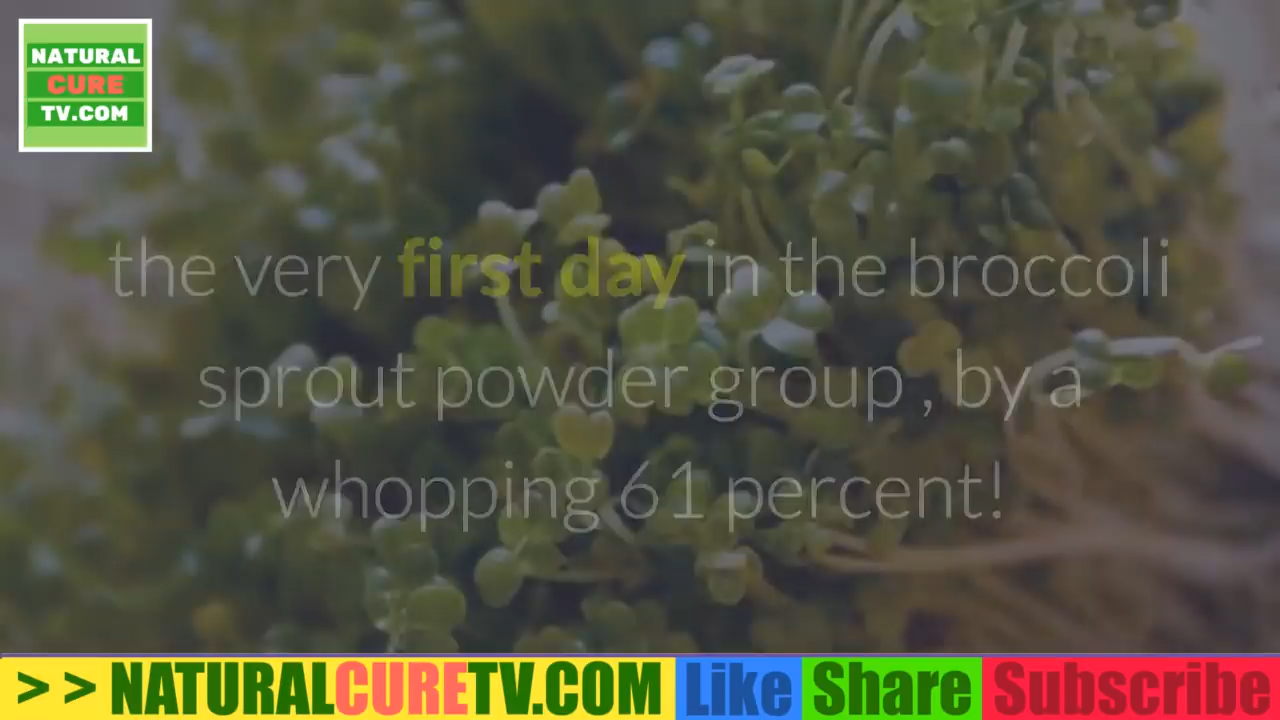 NATURAL
CURE
TV.COM
the very first day in the broccoli
sprout powder group , by a
whopping 61 percent!
> > NATURALCURETV.COM Like Share Subscribe